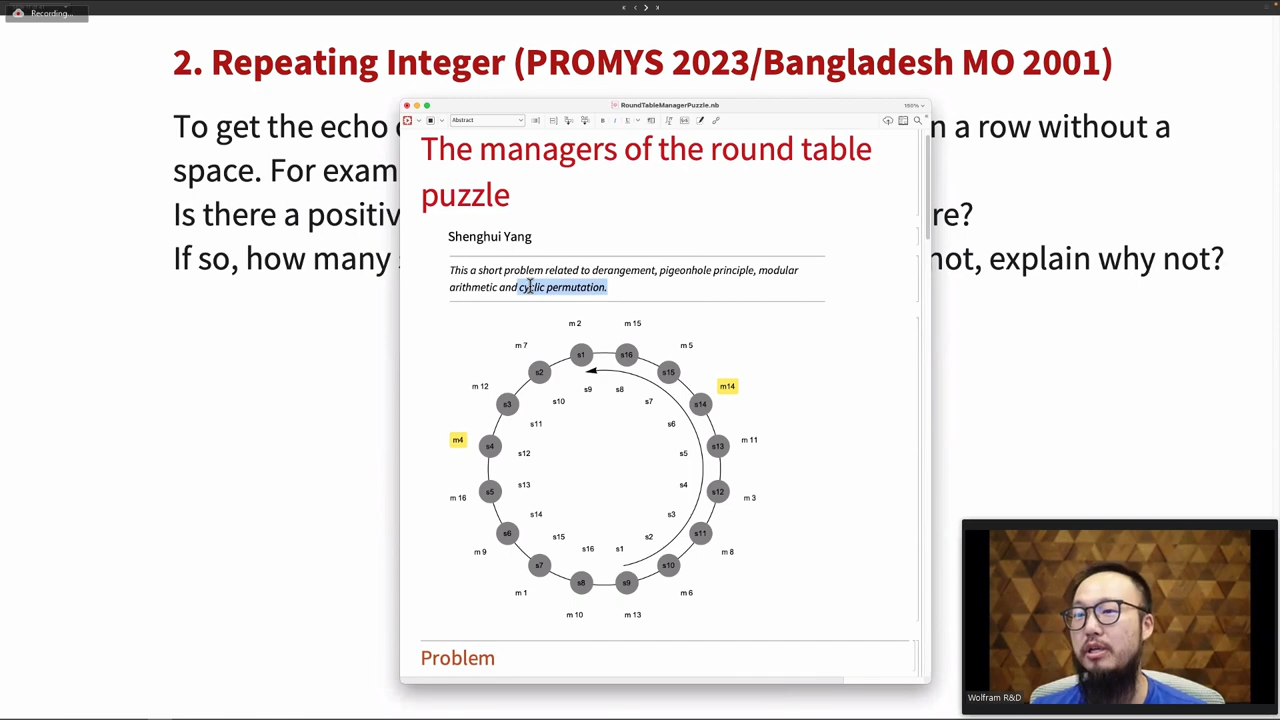 Recording...
2. Repeating Integer (PROMYS 2023/Bangladesh MO 2001)
To get the echo
n a row without a
space. For exam
Is there a positiv
re?
If so, how many
not, explain why not?
RoundTableManagerPuzzle.nb
150%
Abstract
B
I
U
The managers of the round table
puzzle
Shenghui Yang
This a short problem related to derangement, pigeonhole principle, modular
arithmetic and cyclic permutation.
m 2
m 15
m 7
s1
s16
m 5
s2
s15
m 12
s9
s8
m14
s3
s10
s7
s14
s11
s6
m4
s4
s12
s5
s13
m 11
s5
s13
s4
s12
m 16
m 3
s14
s3
s6
s15
s2
s11
m 9
s16
s1
m 8
s7
s10
s8
s9
m 1
m 6
m 10
m 13
Problem
Wolfram R&D